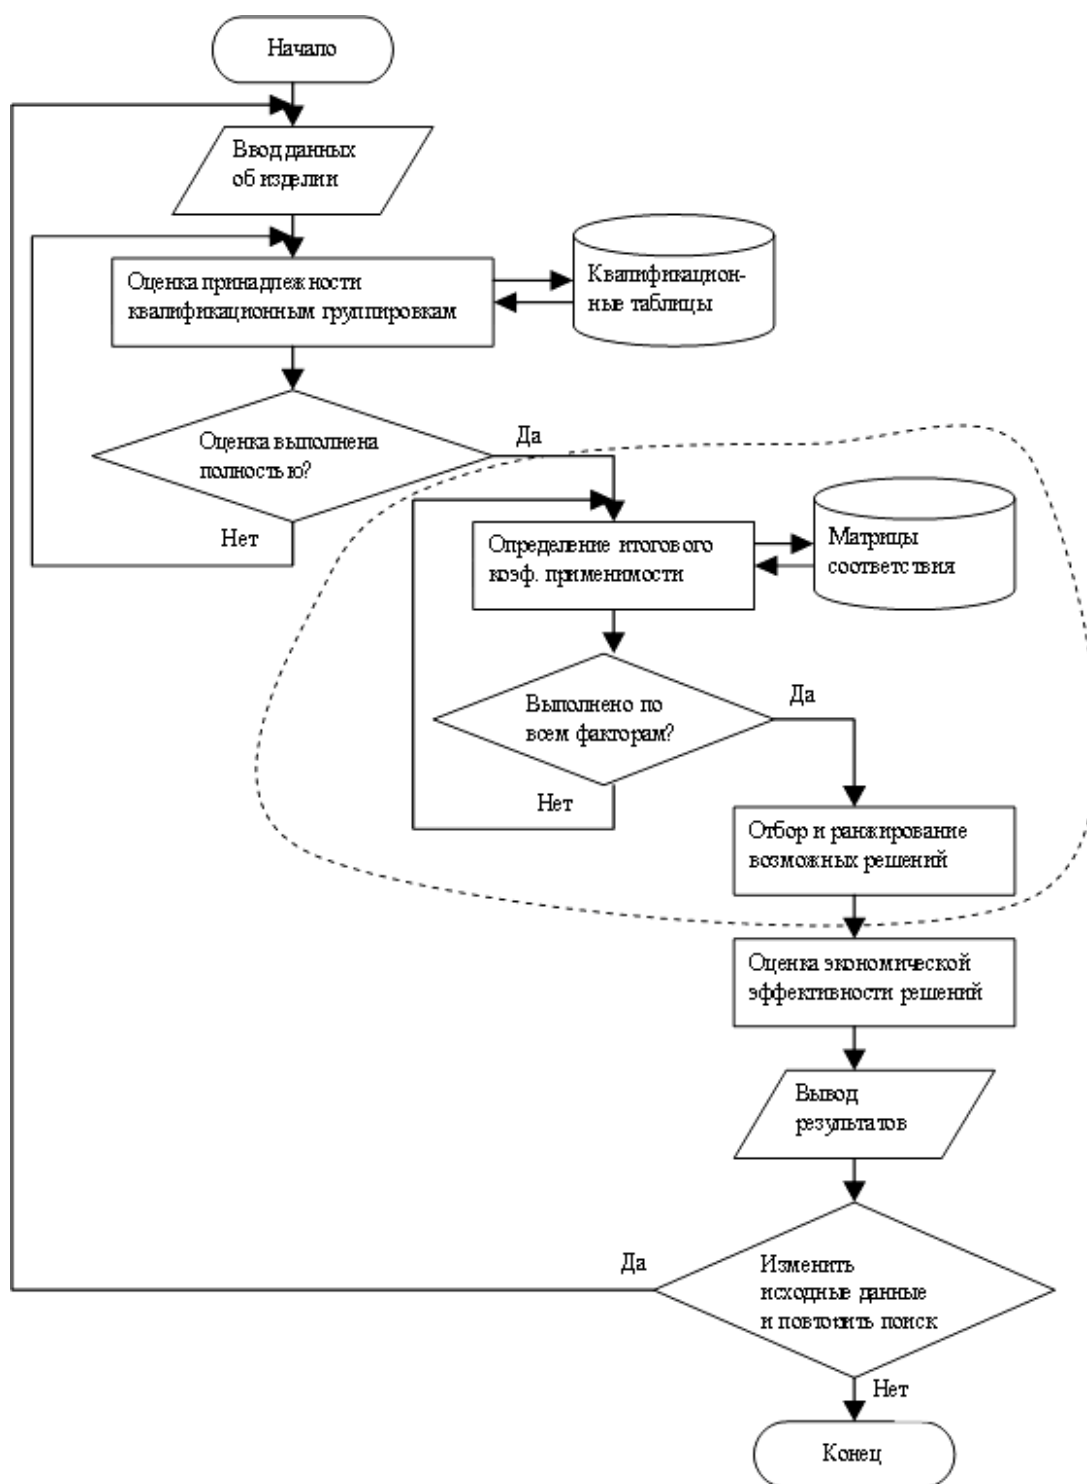 Начало
Ввод данных
об изделии
Оценка принадлежности
квалификационным группировкам
Квалификацион-
ные таблицы
Оценка выполнена
полностью?
Да
Нет
Определение итогового
коэф. применимости
Матрицы
соответствия
Выполнено по
всем факторам?
Да
Нет
Отбор и ранжирование
возможных решений
Оценка экономической
эффективности решений
Вывод
результатов
Да
Изменить
исходные данные
и повторить поиск
Нет
Конец